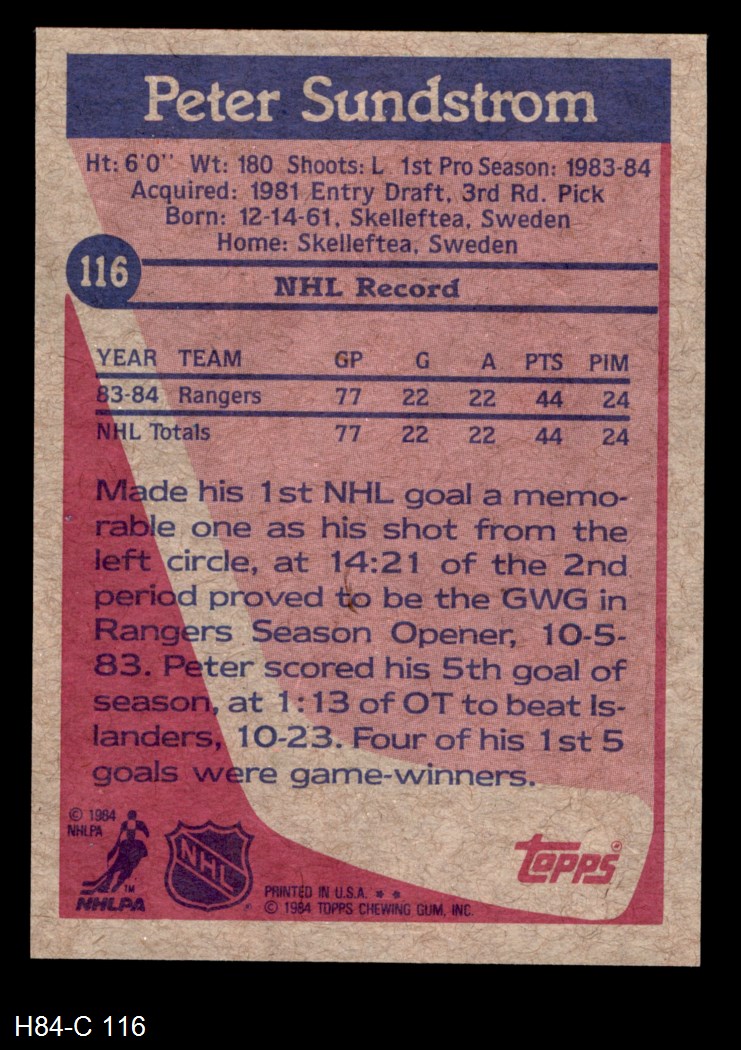 Peter Sundstrom
Ht: 6'0" Wt: 180 Shoots: L 1st Pro Season: 1983-84
Acquired: 1981 Entry Draft, 3rd Rd. Pick
Born: 12-14-61, Skelleftea, Sweden
Home: Skelleftea, Sweden
116
NHL Record
YEAR TEAM GP G A PTS PIM
83-84 Rangers 77 22 22 44 24
NHL Totals 77 22 22 44 24
Made his 1st NHL goal a memo-
rable one as his shot from the
left circle, at 14:21 of the 2nd
period proved to be the GWG in
Rangers Season Opener, 10-5-
83. Peter scored his 5th goal of
season, at 1:13 of OT to beat Is-
landers, 10-23. Four of his 1st 5
goals were game-winners.
© 1984
NHLPA
TM
NHLPA
NHL
PRINTED IN U.S.A. * *
© 1984 TOPPS CHEWING GUM, INC.
topps®
H84-C 116